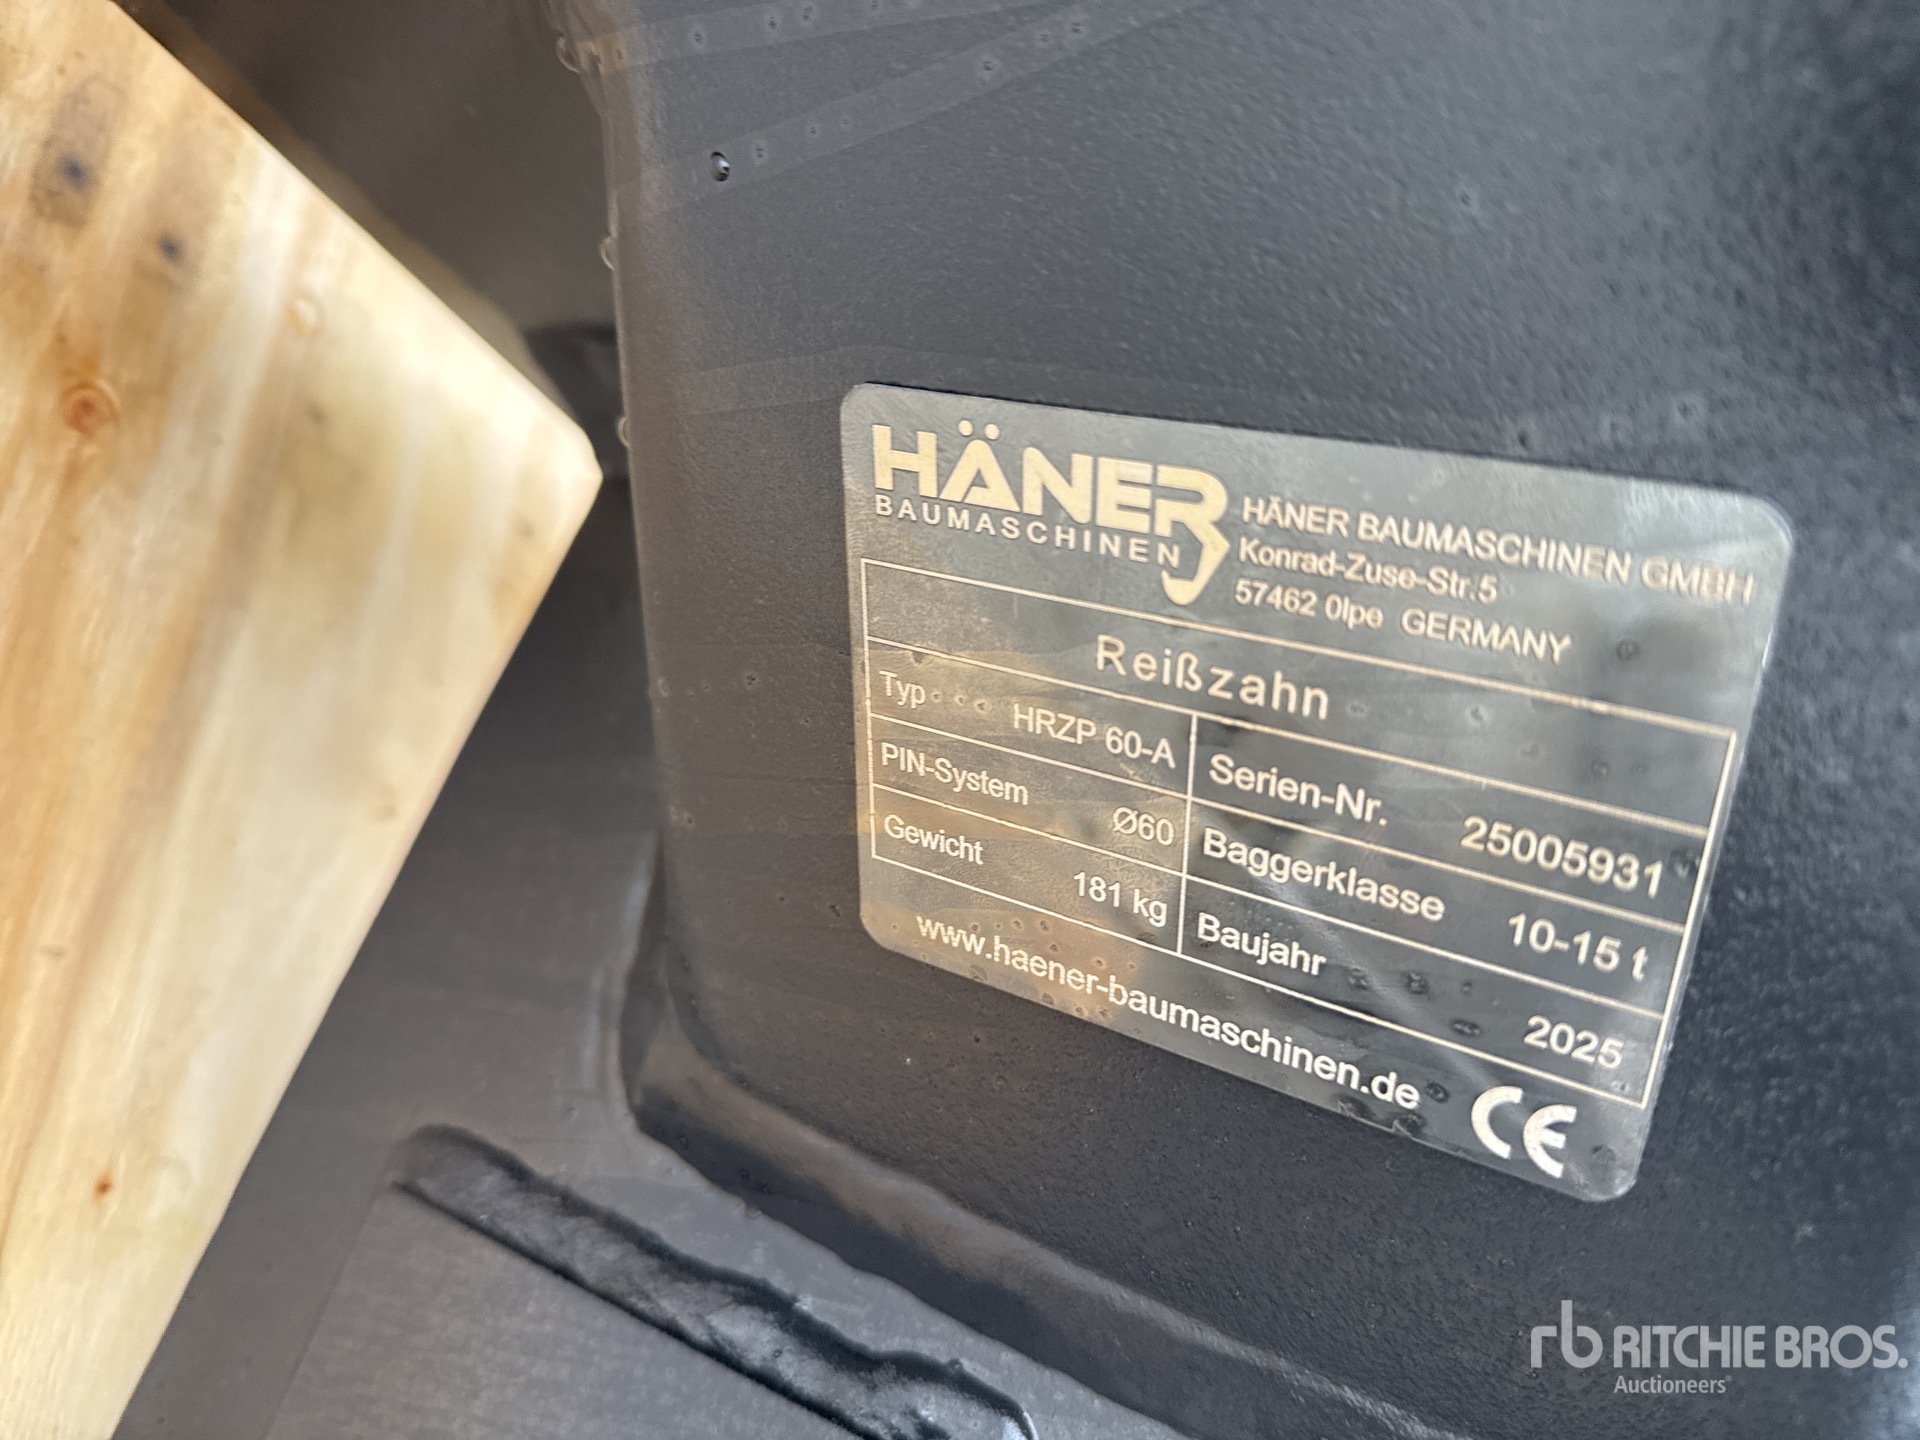 HÄNER
BAUMASCHINEN
HÄNER BAUMASCHINEN GMBH
Konrad-Zuse-Str.5
57462 0lpe GERMANY
Reißzahn
Typ HRZP 60-A
Serien-Nr. 25005931
PIN-System Ø60
Baggerklasse 10-15 t
Gewicht 181 kg
Baujahr 2025
www.haener-baumaschinen.de
CE
rb RITCHIE BROS.
Auctioneers